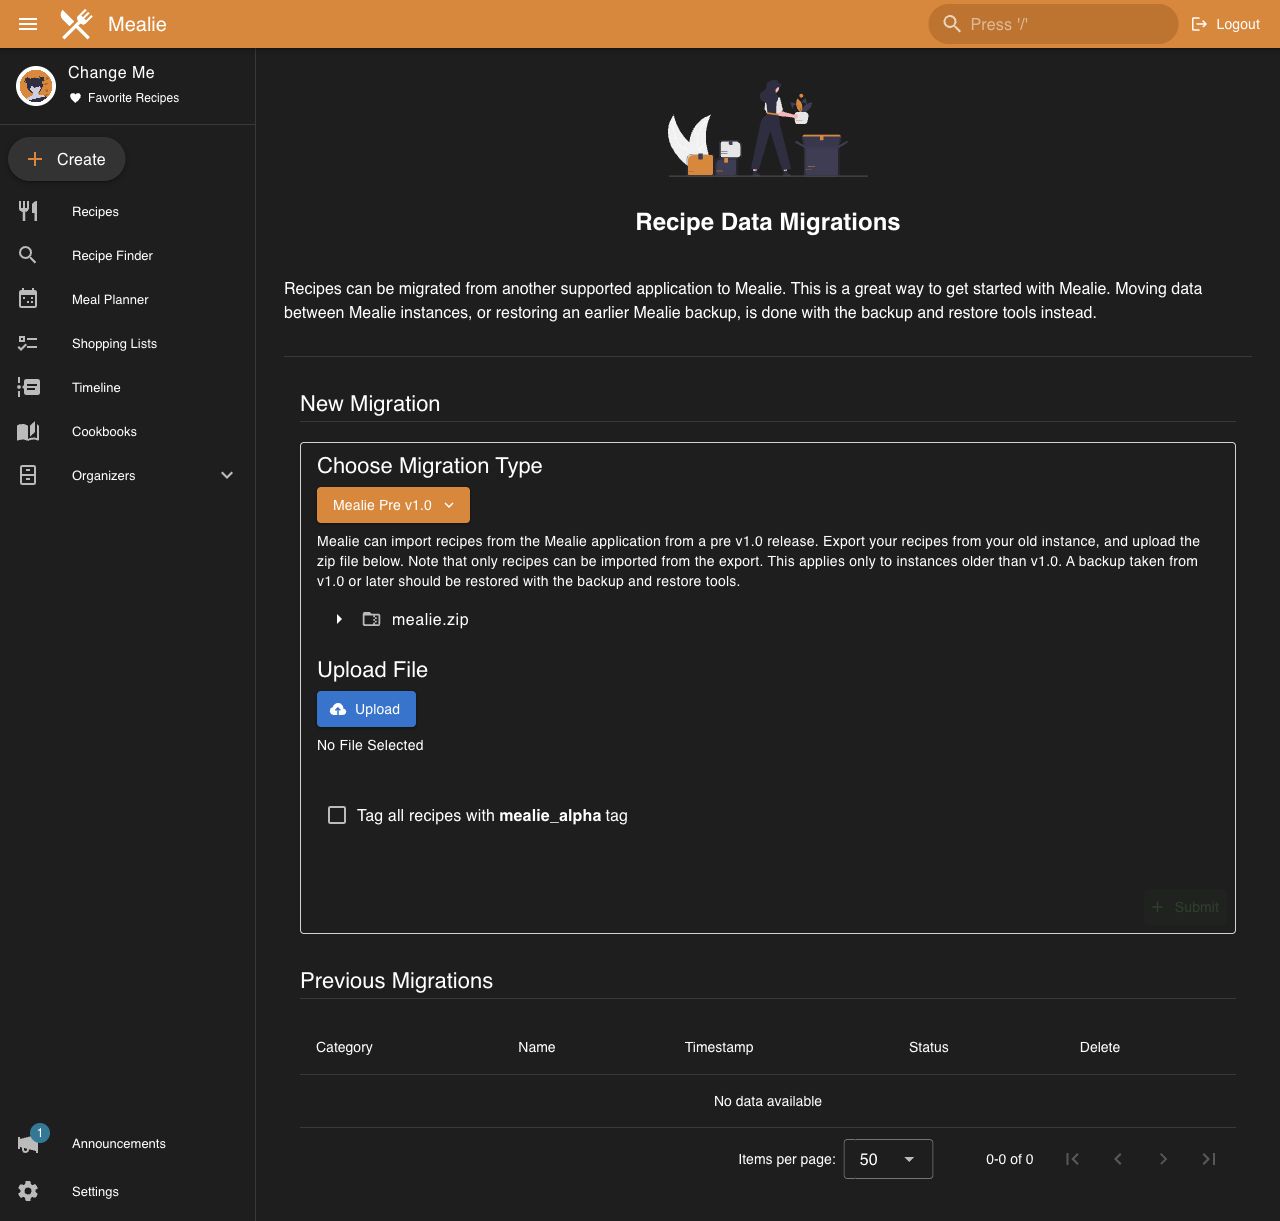 Mealie
Press '/'
Logout
Change Me
Favorite Recipes
Create
Recipes
Recipe Finder
Meal Planner
Shopping Lists
Timeline
Cookbooks
Organizers
1
Announcements
Settings
Recipe Data Migrations
Recipes can be migrated from another supported application to Mealie. This is a great way to get started with Mealie. Moving data
between Mealie instances, or restoring an earlier Mealie backup, is done with the backup and restore tools instead.
New Migration
Choose Migration Type
Mealie Pre v1.0
Mealie can import recipes from the Mealie application from a pre v1.0 release. Export your recipes from your old instance, and upload the
zip file below. Note that only recipes can be imported from the export. This applies only to instances older than v1.0. A backup taken from
v1.0 or later should be restored with the backup and restore tools.
mealie.zip
Upload File
Upload
No File Selected
Tag all recipes with mealie_alpha tag
Submit
Previous Migrations
Category Name Timestamp Status Delete
No data available
Items per page: 50 0-0 of 0